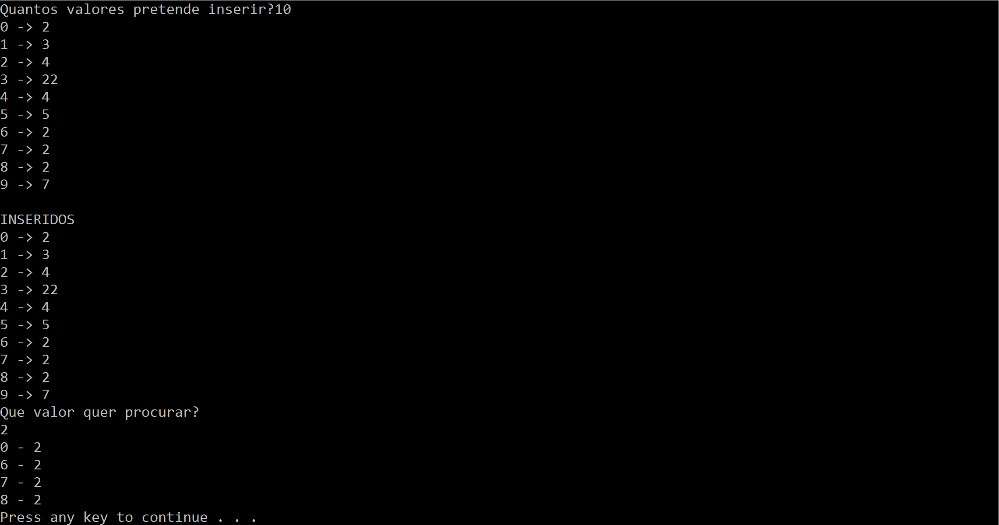 Quantos valores pretende inserir?10
0 -> 2
1 -> 3
2 -> 4
3 -> 22
4 -> 4
5 -> 5
6 -> 2
7 -> 2
8 -> 2
9 -> 7

INSERIDOS
0 -> 2
1 -> 3
2 -> 4
3 -> 22
4 -> 4
5 -> 5
6 -> 2
7 -> 2
8 -> 2
9 -> 7
Que valor quer procurar?
2
0 - 2
6 - 2
7 - 2
8 - 2
Press any key to continue . . .